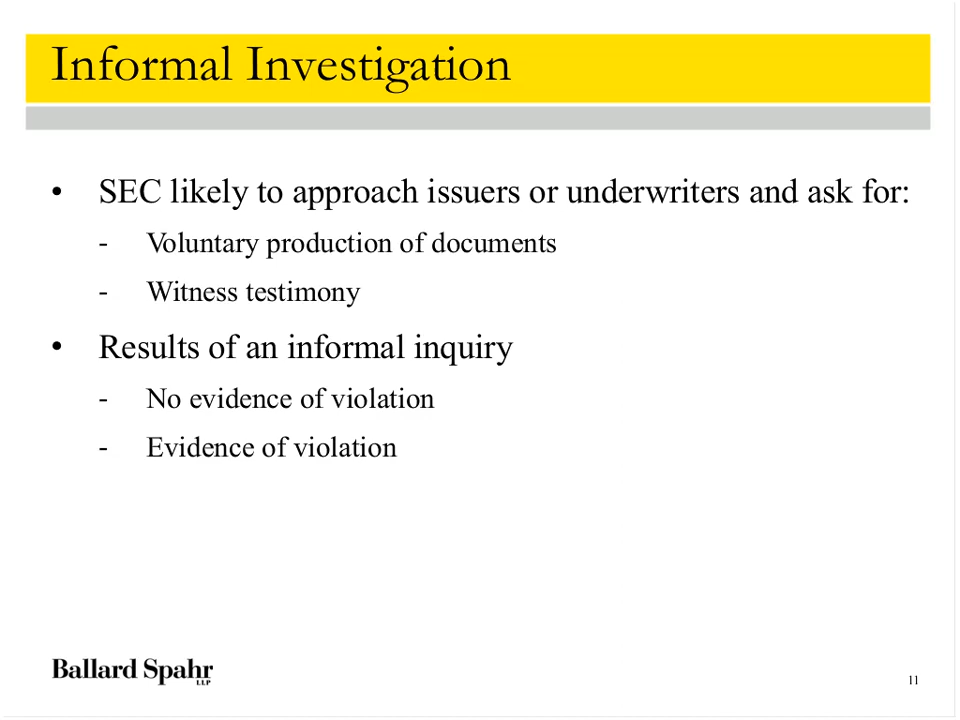 Informal Investigation
• SEC likely to approach issuers or underwriters and ask for:
- Voluntary production of documents
- Witness testimony
• Results of an informal inquiry
- No evidence of violation
- Evidence of violation
Ballard Spahr
LLP
11